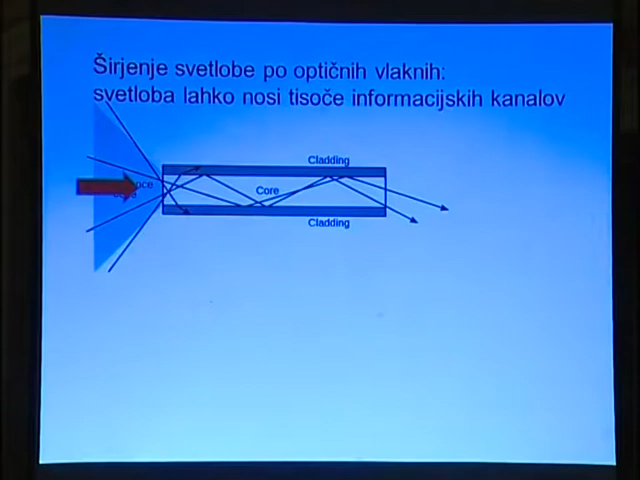 Širjenje svetlobe po optičnih vlaknih:
svetloba lahko nosi tisoče informacijskih kanalov
Cladding
Core
Cladding